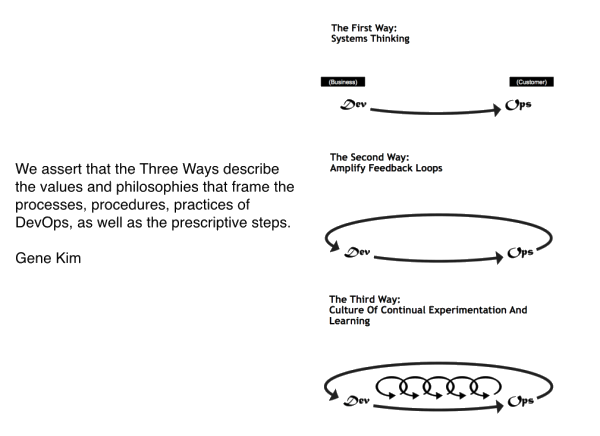 The First Way:
Systems Thinking
(Business)
(Customer)
Dev
Ops
We assert that the Three Ways describe
the values and philosophies that frame the
processes, procedures, practices of
DevOps, as well as the prescriptive steps.
Gene Kim
The Second Way:
Amplify Feedback Loops
Dev
Ops
The Third Way:
Culture Of Continual Experimentation And
Learning
Dev
Ops